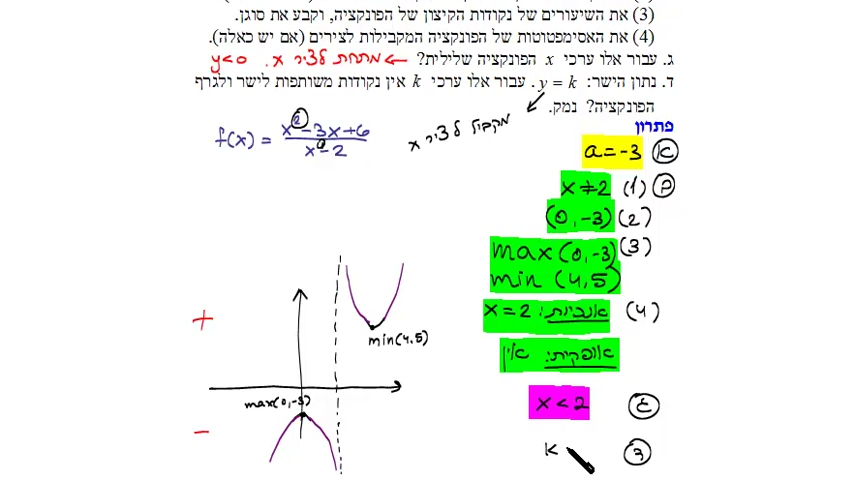 (3) את השיעורים של נקודות הקיצון של הפונקציה, וקבע את סוגן.
(4) את האסימפטוטות של הפונקציה המקבילות לצירים (אם יש כאלה).
ג. עבור אלו ערכי x הפונקציה שלילית? ← מתחת לציר x. y<0
ד. נתון הישר: y = k. עבור אלו ערכי k אין נקודות משותפות לישר ולגרף
הפונקציה? נמק.
מקביל לציר x
פתרון
f(x) = (x² - 3x + 6)/(x - 2)
א a = -3
ב (1) x ≠ 2
(2) (0, -3)
(3) max (0, -3)
min (4, 5)
(4) אנכית: x = 2
אופקית: אין
ג x < 2
ד k
+
min(4,5)
max(0,-3)
-